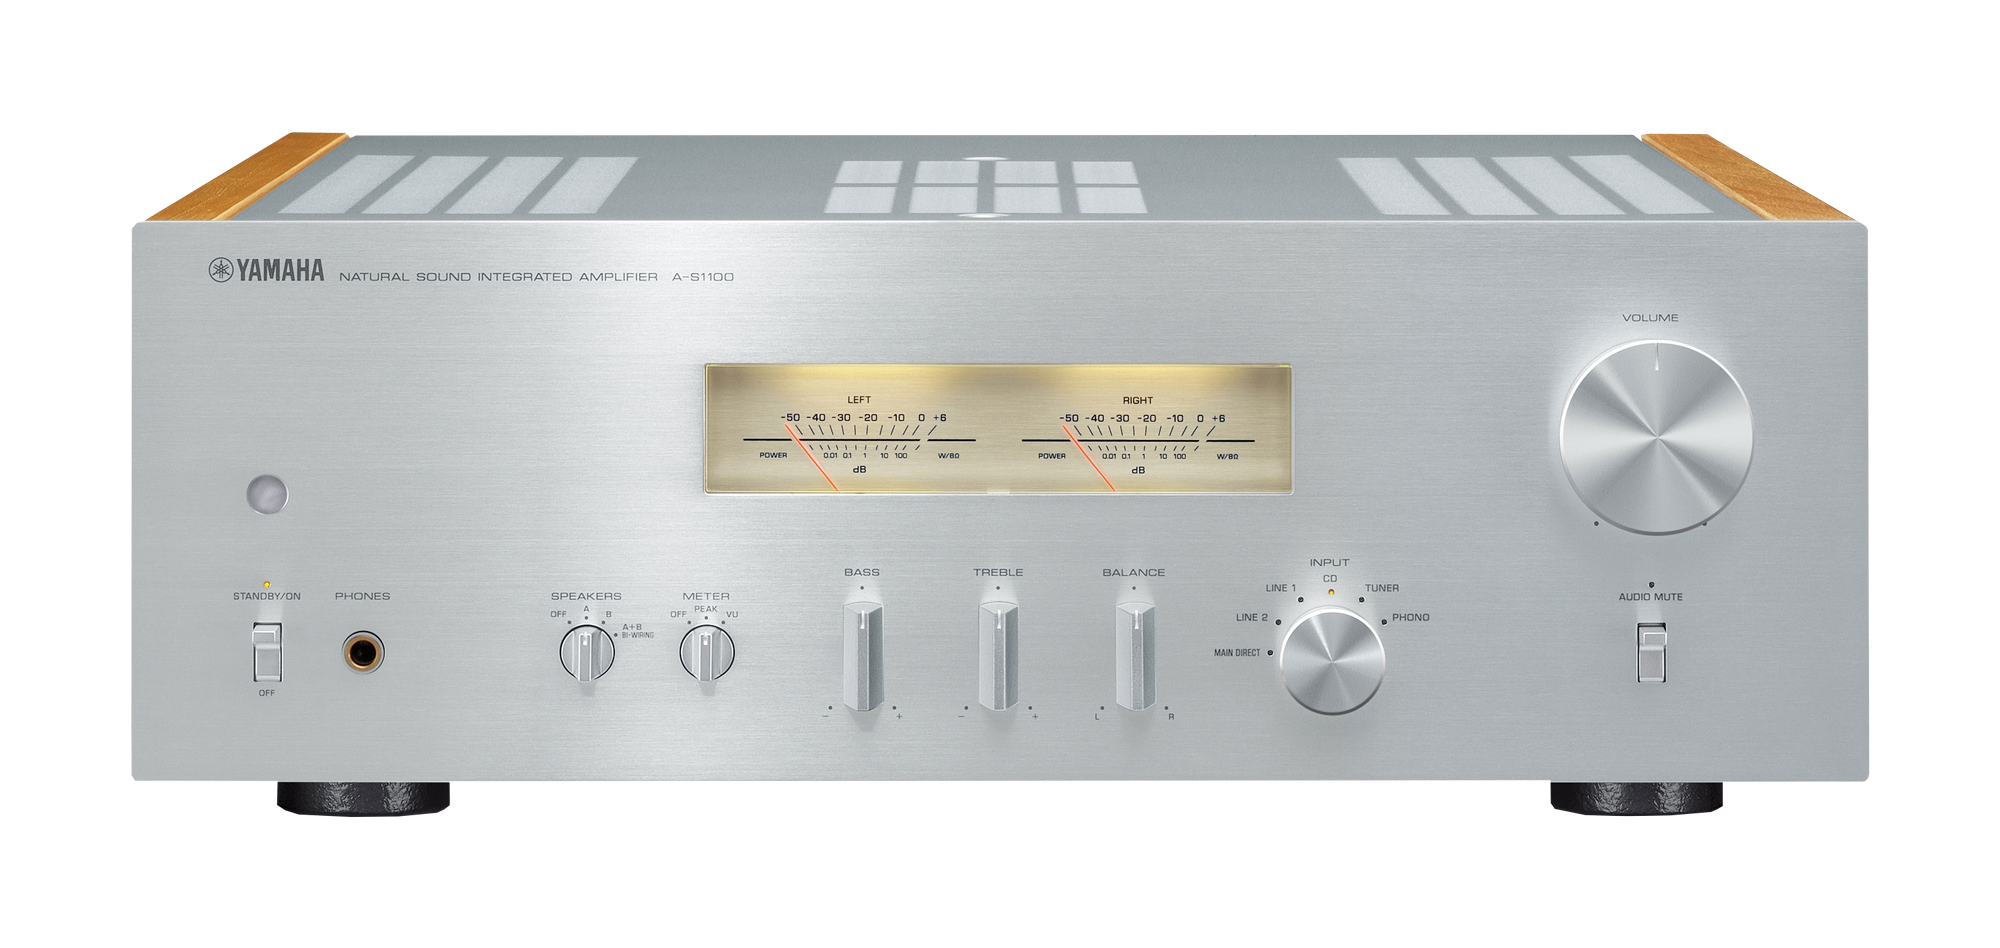 YAMAHA NATURAL SOUND INTEGRATED AMPLIFIER A-S1100
VOLUME
LEFT
-50 -40 -30 -20 -10 0 +6
POWER 0.01 0.1 1 10 100 W/8Ω
dB
RIGHT
-50 -40 -30 -20 -10 0 +6
POWER 0.01 0.1 1 10 100 W/8Ω
dB
STANDBY/ON
OFF
PHONES
SPEAKERS
OFF A B
A+B
BI-WIRING
METER
OFF PEAK VU
BASS
− +
TREBLE
− +
BALANCE
L R
INPUT
CD
LINE 1 TUNER
LINE 2 PHONO
MAIN DIRECT
AUDIO MUTE